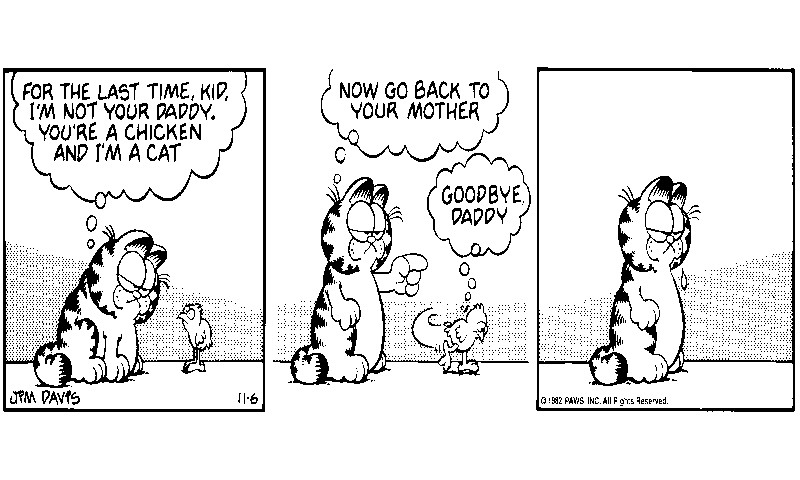 FOR THE LAST TIME, KID,
I'M NOT YOUR DADDY.
YOU'RE A CHICKEN
AND I'M A CAT
JIM DAVIS
11-6
NOW GO BACK TO
YOUR MOTHER
GOODBYE,
DADDY
© 1982 PAWS, INC. All Rights Reserved.